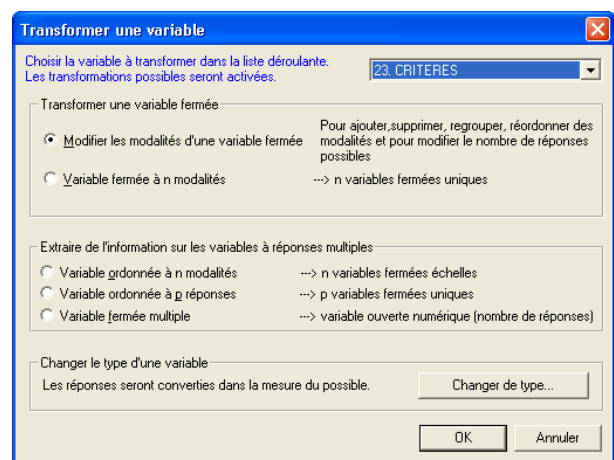 Transformer une variable
Choisir la variable à transformer dans la liste déroulante.
Les transformations possibles seront activées.
23. CRITERES
Transformer une variable fermée
Modifier les modalités d'une variable fermée
Pour ajouter,supprimer, regrouper, réordonner des
modalités et pour modifier le nombre de réponses
possibles
Variable fermée à n modalités
---> n variables fermées uniques
Extraire de l'information sur les variables à réponses multiples
Variable ordonnée à n modalités
---> n variables fermées échelles
Variable ordonnée à p réponses
---> p variables fermées uniques
Variable fermée multiple
---> variable ouverte numérique (nombre de réponses)
Changer le type d'une variable
Les réponses seront converties dans la mesure du possible.
Changer de type...
OK
Annuler